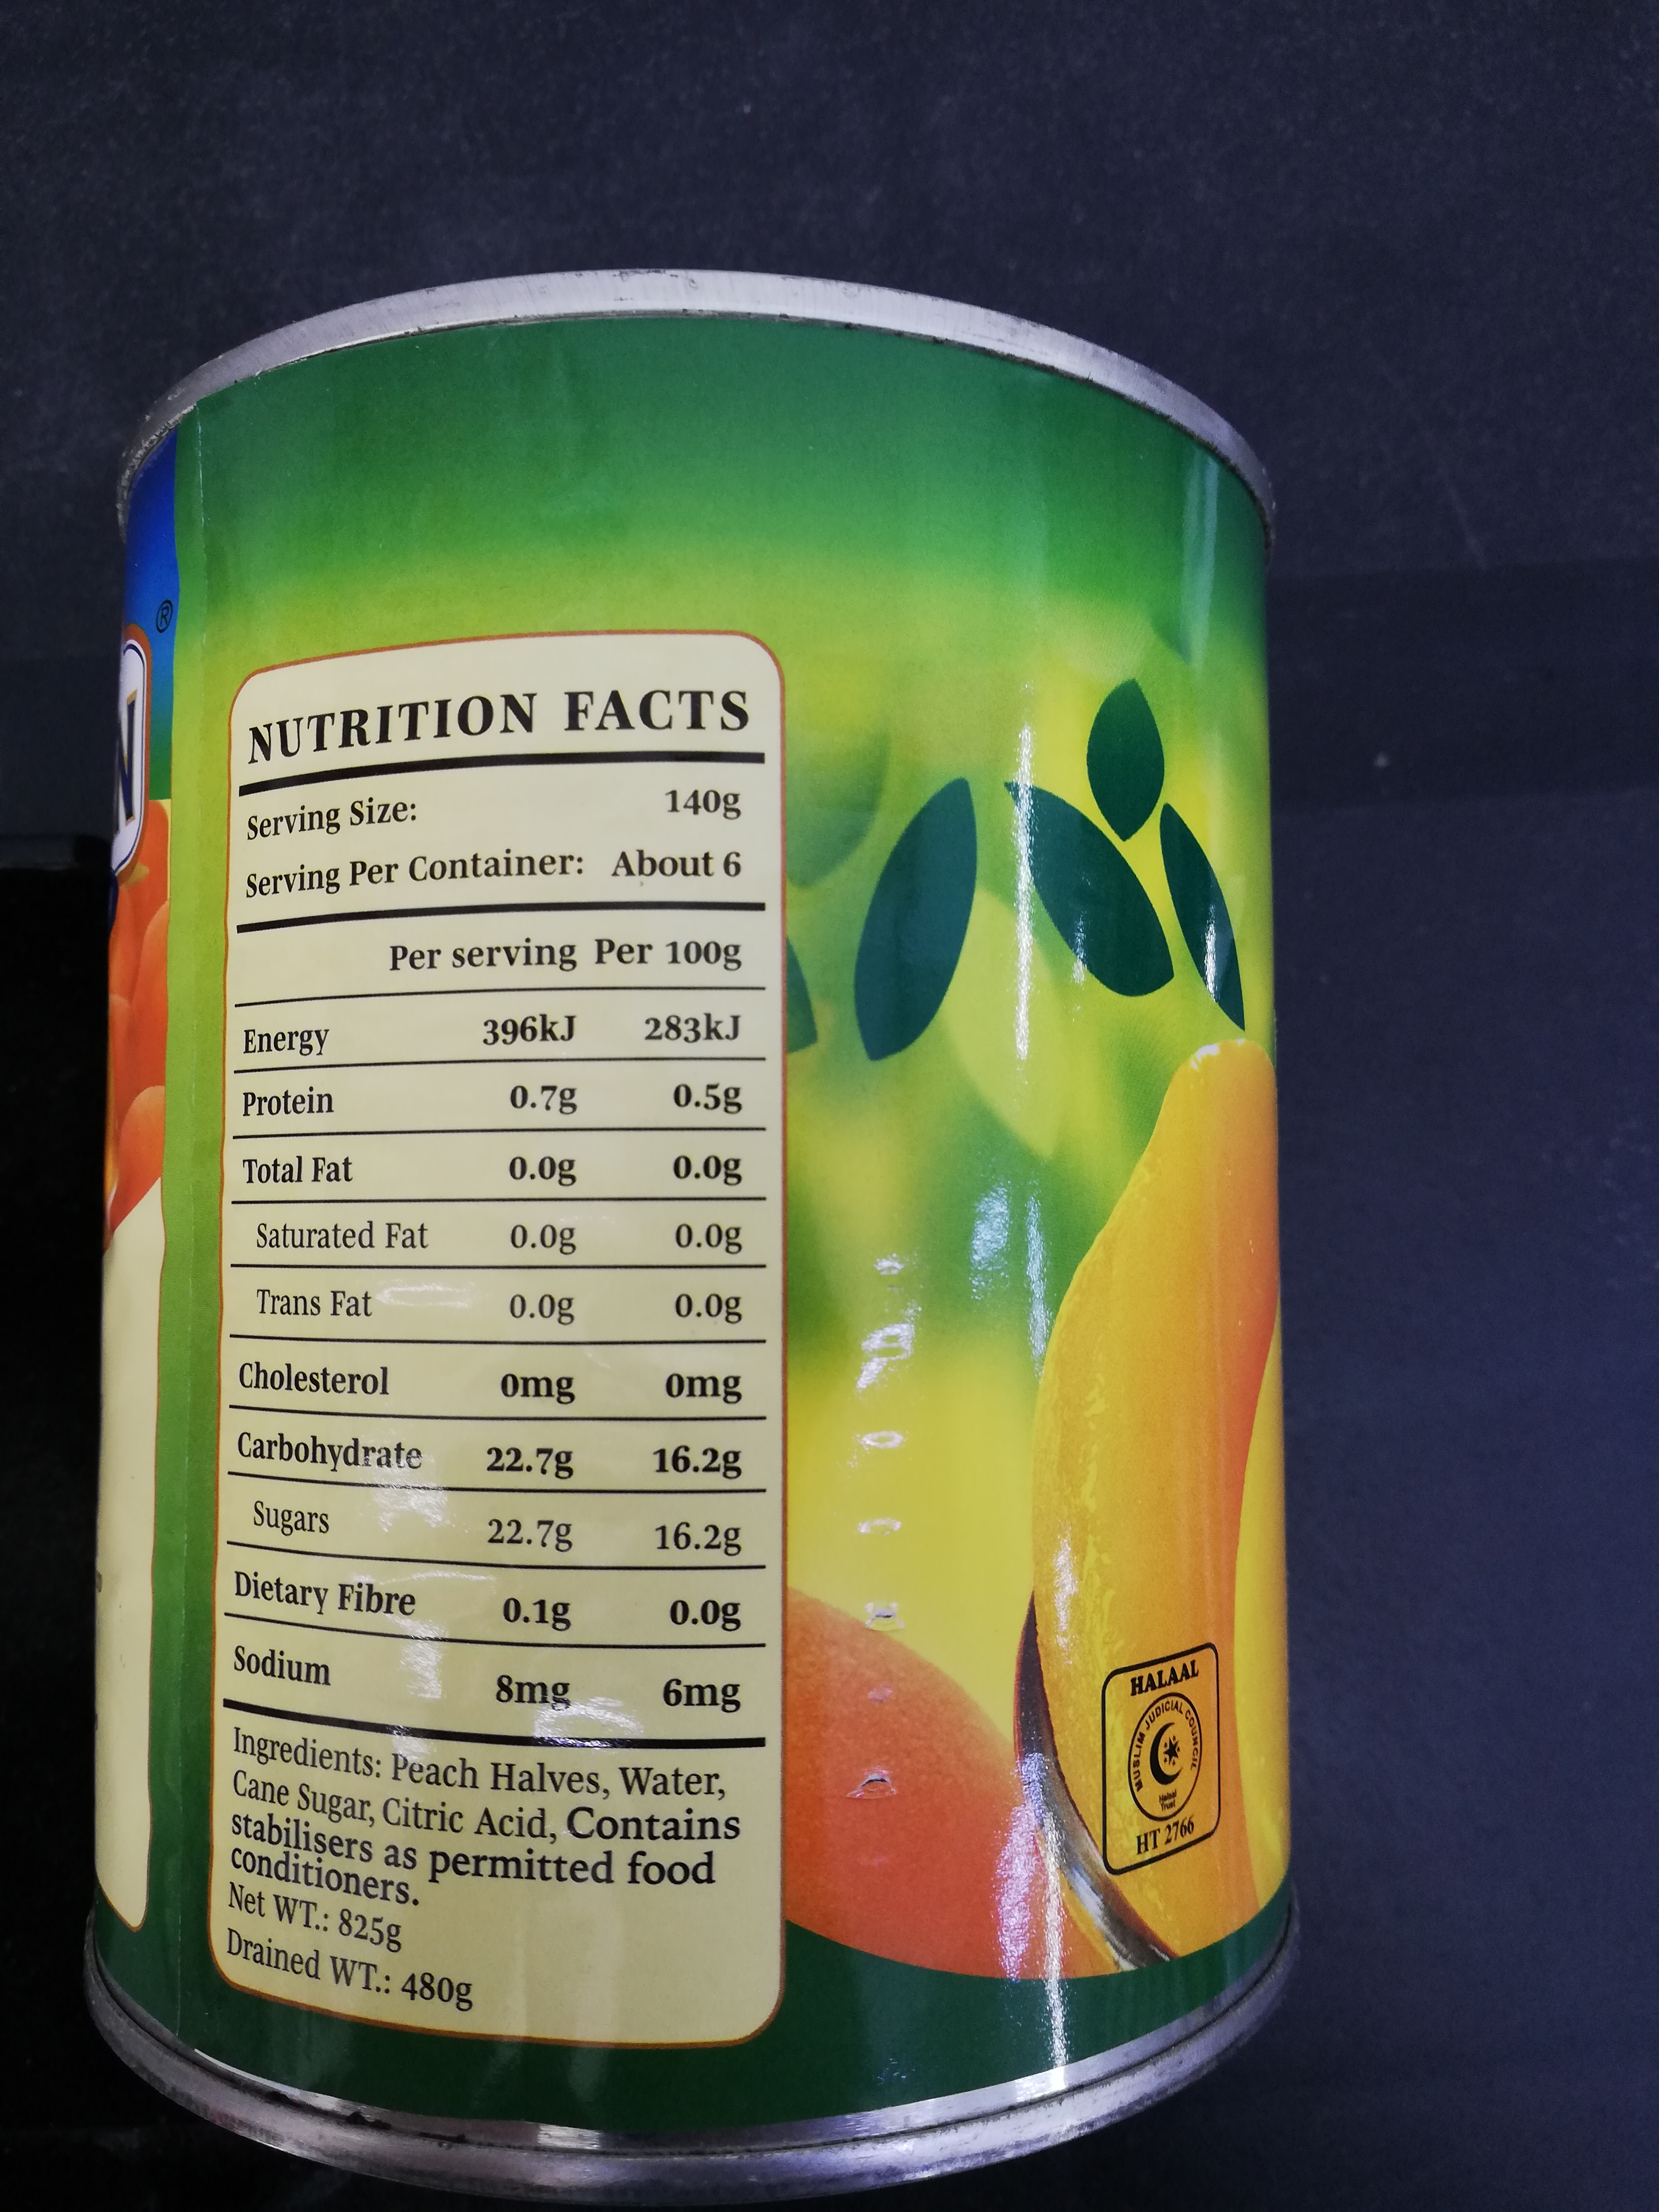 ®
N
NUTRITION FACTS
Serving Size: 140g
Serving Per Container: About 6
Per serving Per 100g
Energy 396kJ 283kJ
Protein 0.7g 0.5g
Total Fat 0.0g 0.0g
Saturated Fat 0.0g 0.0g
Trans Fat 0.0g 0.0g
Cholesterol 0mg 0mg
Carbohydrate 22.7g 16.2g
Sugars 22.7g 16.2g
Dietary Fibre 0.1g 0.0g
Sodium 8mg 6mg
Ingredients: Peach Halves, Water,
Cane Sugar, Citric Acid, Contains
stabilisers as permitted food
conditioners.
Net WT.: 825g
Drained WT.: 480g
HALAAL
MUSLIM JUDICIAL COUNCIL
Halaal
Trust
HT 2766